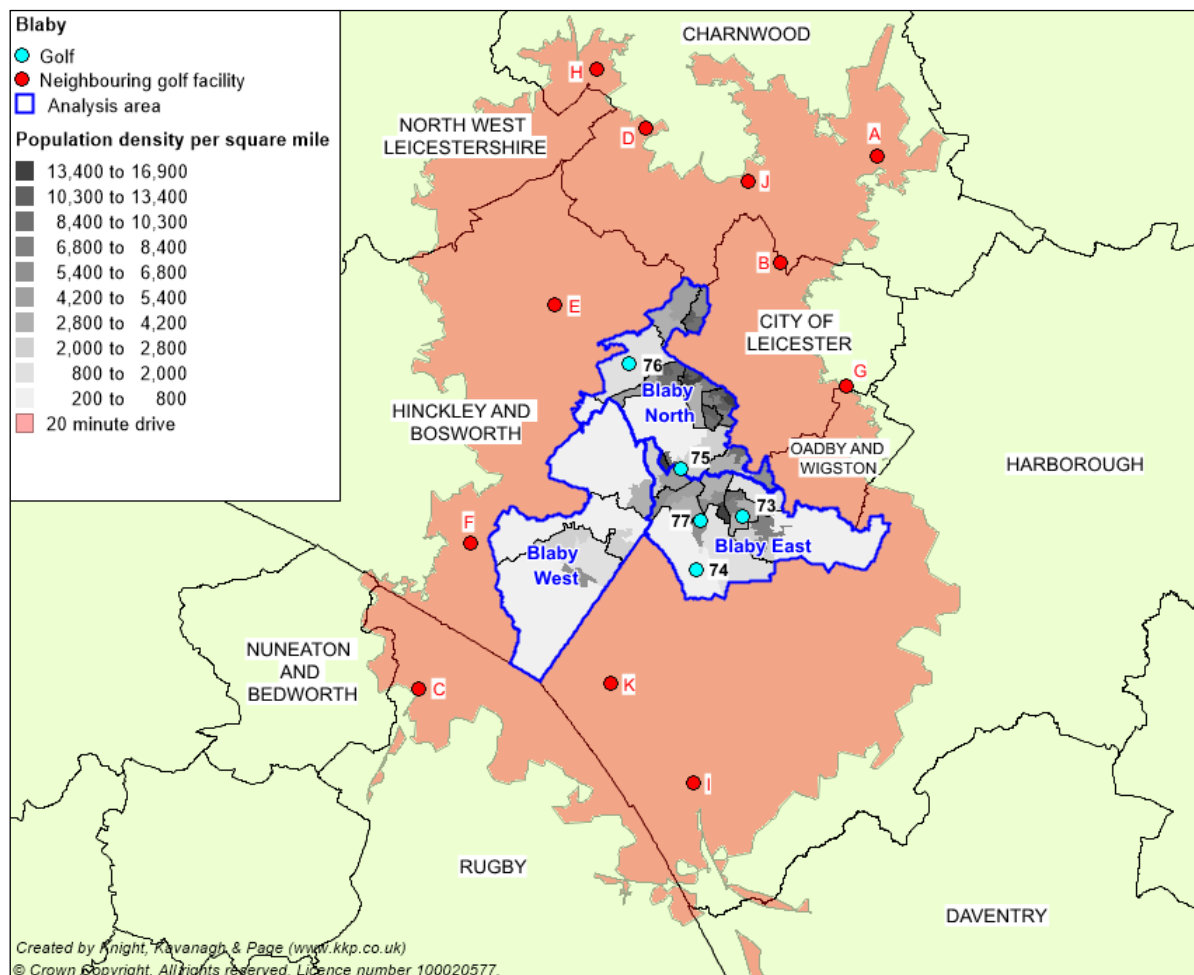 Blaby
Golf
Neighbouring golf facility
Analysis area
Population density per square mile
13,400 to 16,900
10,300 to 13,400
8,400 to 10,300
6,800 to 8,400
5,400 to 6,800
4,200 to 5,400
2,800 to 4,200
2,000 to 2,800
800 to 2,000
200 to 800
20 minute drive
CHARNWOOD
H
NORTH WEST
LEICESTERSHIRE
D
A
J
B
E
CITY OF
LEICESTER
76
G
Blaby
North
HINCKLEY AND
BOSWORTH
OADBY AND
WIGSTON
75
HARBOROUGH
73
77
F
Blaby East
Blaby
West
74
NUNEATON
AND
BEDWORTH
C
K
I
RUGBY
DAVENTRY
Created by Knight, Kavanagh & Page (www.kkp.co.uk)
© Crown Copyright. All rights reserved. Licence number 100020577.